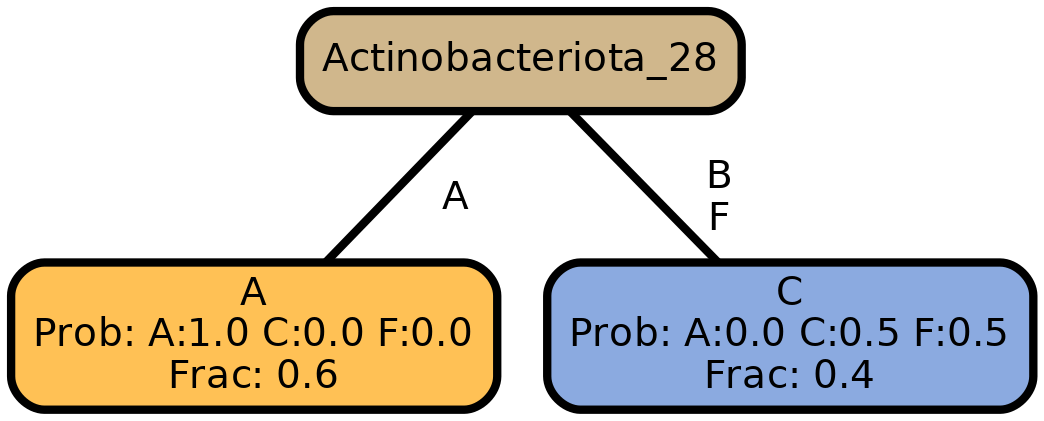 Actinobacteriota_28
A
B
F
A
Prob: A:1.0 C:0.0 F:0.0
Frac: 0.6
C
Prob: A:0.0 C:0.5 F:0.5
Frac: 0.4